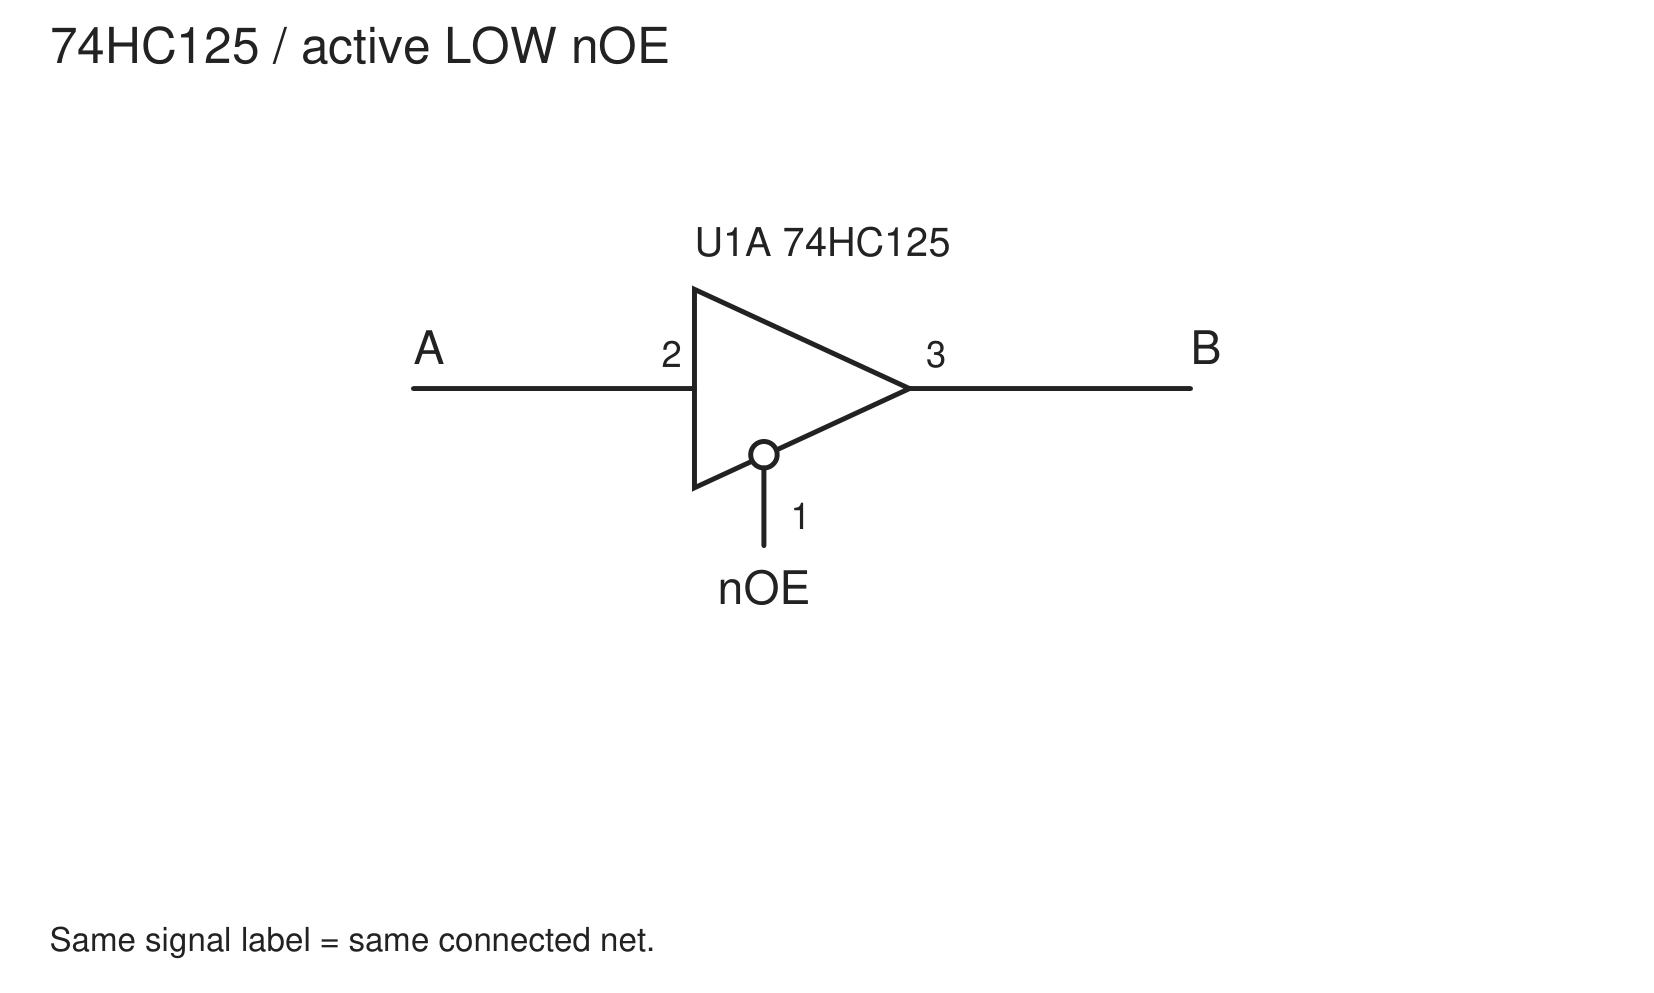 74HC125 / active LOW nOE
U1A 74HC125
A
2
3
B
1
nOE
Same signal label = same connected net.